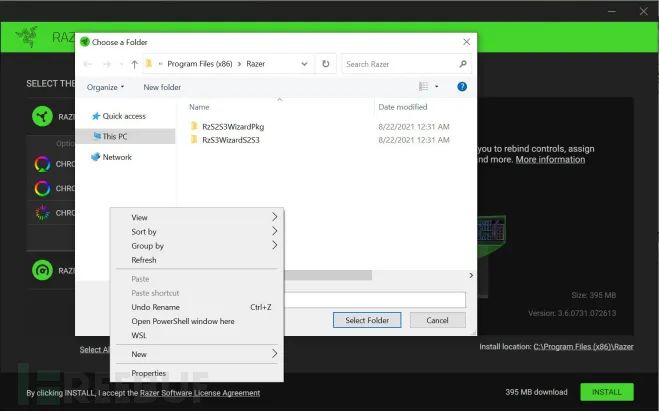 RAZ
Choose a Folder
« Program Files (x86) > Razer
Search Razer
Organize
New folder
SELECT THE
Name
Date modified
Quick access
RzS2S3WizardPkg
8/22/2021 12:31 AM
This PC
RzS3WizardS2S3
8/22/2021 12:31 AM
Network
RAZI
Optio
CHRO
CHRO
CHRO
RAZI
you to rebind controls, assign
nd more. More information
View
Sort by
Group by
Refresh
Paste
Paste shortcut
Undo Rename Ctrl+Z
Open PowerShell window here
WSL
New
Properties
Select Folder
Cancel
Size: 395 MB
Version: 3.6.0731.072613
Select Al
Install location: C:\Program Files (x86)\Razer
By clicking INSTALL, I accept the Razer Software License Agreement
395 MB download
INSTALL
FREEBUF